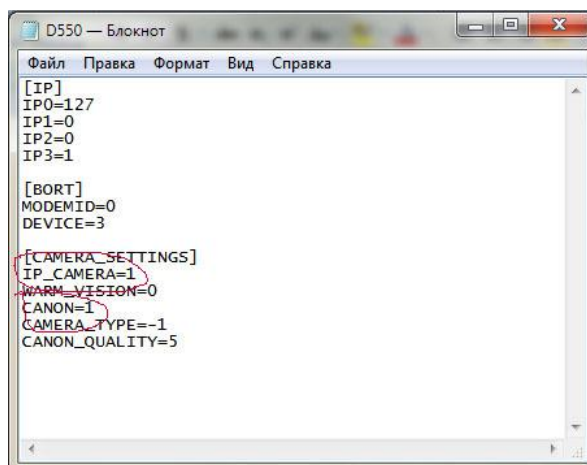 D550 — Блокнот
Файл Правка Формат Вид Справка
[IP]
IP0=127
IP1=0
IP2=0
IP3=1
[BORT]
MODEMID=0
DEVICE=3
[CAMERA_SETTINGS]
IP_CAMERA=1
WARM_VISION=0
CANON=1
CAMERA_TYPE=-1
CANON_QUALITY=5